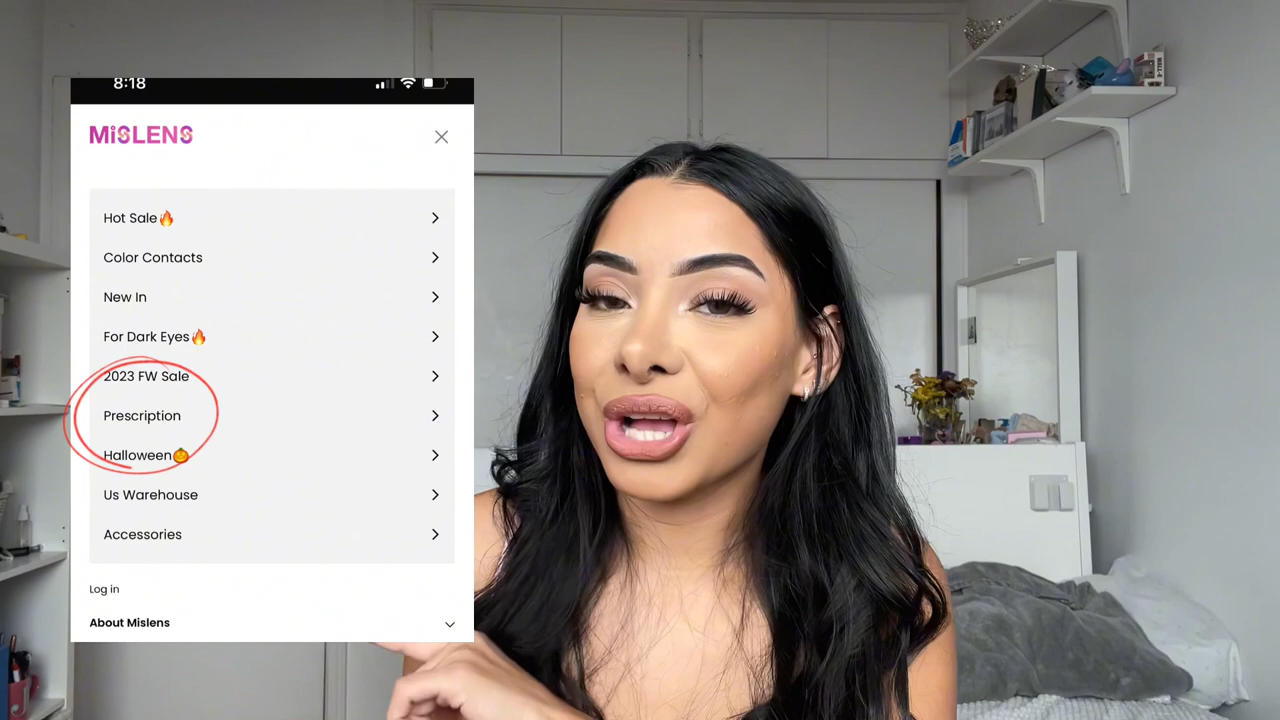 8:18
MiSLENS
Hot Sale🔥
Color Contacts
New In
For Dark Eyes🔥
2023 FW Sale
Prescription
Halloween🎃
Us Warehouse
Accessories
Log in
About Mislens